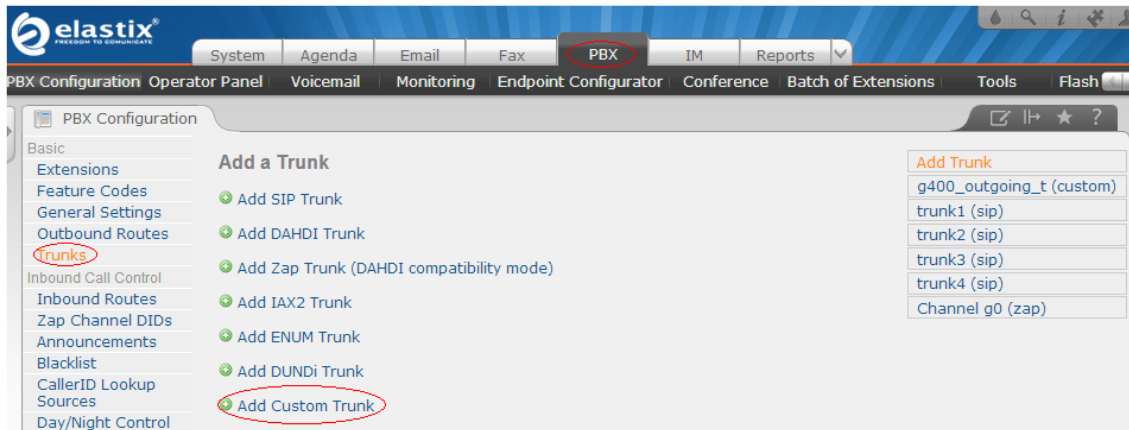 elastix®
FREEDOM TO COMUNICATE
System Agenda Email Fax PBX IM Reports
PBX Configuration Operator Panel Voicemail Monitoring Endpoint Configurator Conference Batch of Extensions Tools Flash
PBX Configuration
Basic
Extensions
Feature Codes
General Settings
Outbound Routes
Trunks
Inbound Call Control
Inbound Routes
Zap Channel DIDs
Announcements
Blacklist
CallerID Lookup
Sources
Day/Night Control
Add a Trunk
Add SIP Trunk
Add DAHDI Trunk
Add Zap Trunk (DAHDI compatibility mode)
Add IAX2 Trunk
Add ENUM Trunk
Add DUNDi Trunk
Add Custom Trunk
Add Trunk
g400_outgoing_t (custom)
trunk1 (sip)
trunk2 (sip)
trunk3 (sip)
trunk4 (sip)
Channel g0 (zap)